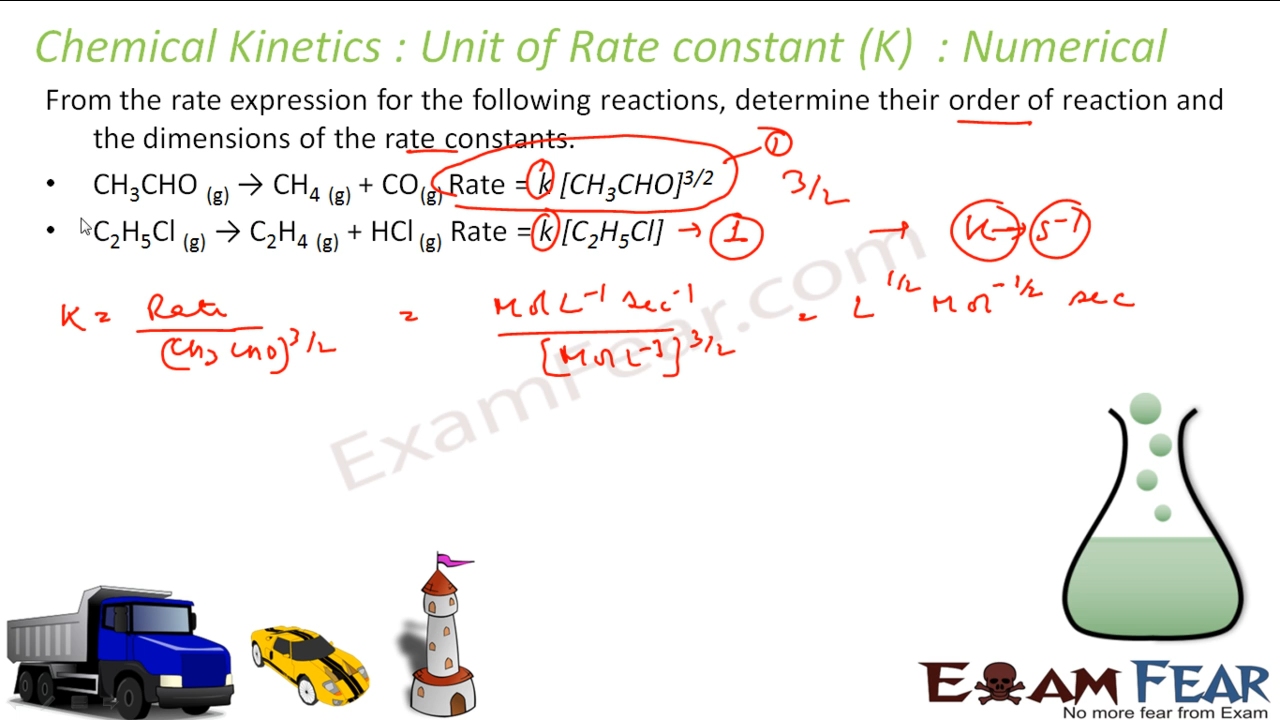 Chemical Kinetics : Unit of Rate constant (K) : Numerical
From the rate expression for the following reactions, determine their order of reaction and
the dimensions of the rate constants.
①
• CH₃CHO (g) → CH₄ (g) + CO(g) Rate = k [CH₃CHO]³/² 3/2
• C₂H₅Cl (g) → C₂H₄ (g) + HCl (g) Rate = k [C₂H₅Cl] → 1 → K → s⁻¹
K = Rate / (CH₃CHO)³/² = Mol L⁻¹ sec⁻¹ / [Mol L⁻¹]³/² = L¹/² Mol⁻¹/² sec
ExamFear.com
EXAM FEAR
No more fear from Exam